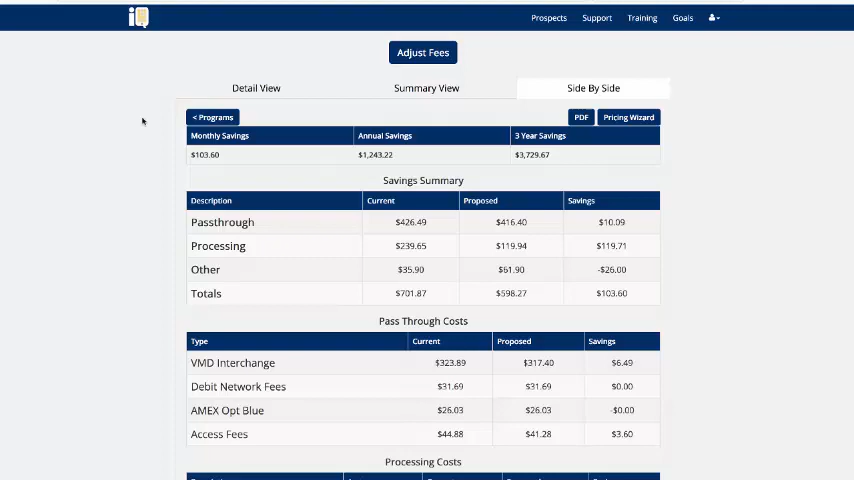 iQ
Prospects Support Training Goals
Adjust Fees
Detail View Summary View Side By Side
< Programs PDF Pricing Wizard
Monthly Savings Annual Savings 3 Year Savings
$103.60 $1,243.22 $3,729.67
Savings Summary
Description Current Proposed Savings
Passthrough $426.49 $416.40 $10.09
Processing $239.65 $119.94 $119.71
Other $35.90 $61.90 -$26.00
Totals $701.87 $598.27 $103.60
Pass Through Costs
Type Current Proposed Savings
VMD Interchange $323.89 $317.40 $6.49
Debit Network Fees $31.69 $31.69 $0.00
AMEX Opt Blue $26.03 $26.03 -$0.00
Access Fees $44.88 $41.28 $3.60
Processing Costs